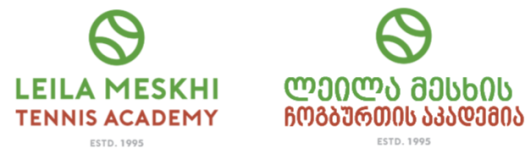 LEILA MESKHI
TENNIS ACADEMY
ESTD. 1995
ლეილა მესხის
ჩოგბურთის აკადემია
ESTD. 1995